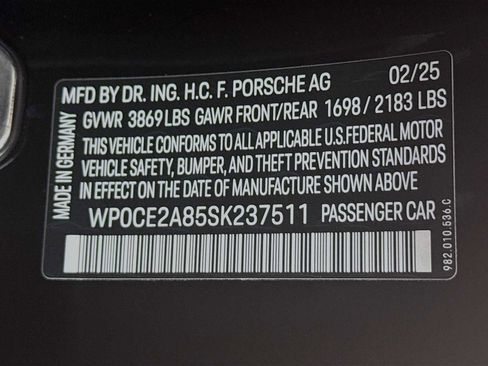 MFD BY DR. ING. H.C. F. PORSCHE AG 02/25
GVWR 3869 LBS GAWR FRONT/REAR 1698 / 2183 LBS
THIS VEHICLE CONFORMS TO ALL APPLICABLE U.S.FEDERAL MOTOR
VEHICLE SAFETY, BUMPER, AND THEFT PREVENTION STANDARDS
IN EFFECT ON THE DATE OF MANUFACTURE SHOWN ABOVE
WP0CE2A85SK237511 PASSENGER CAR
MADE IN GERMANY
982.010.536.C